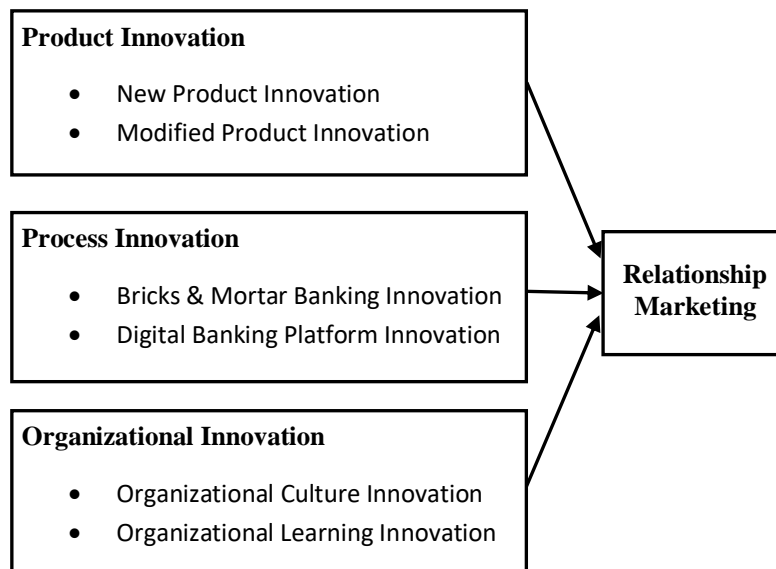 Product Innovation
• New Product Innovation
• Modified Product Innovation
Process Innovation
• Bricks & Mortar Banking Innovation
• Digital Banking Platform Innovation
Relationship
Marketing
Organizational Innovation
• Organizational Culture Innovation
• Organizational Learning Innovation